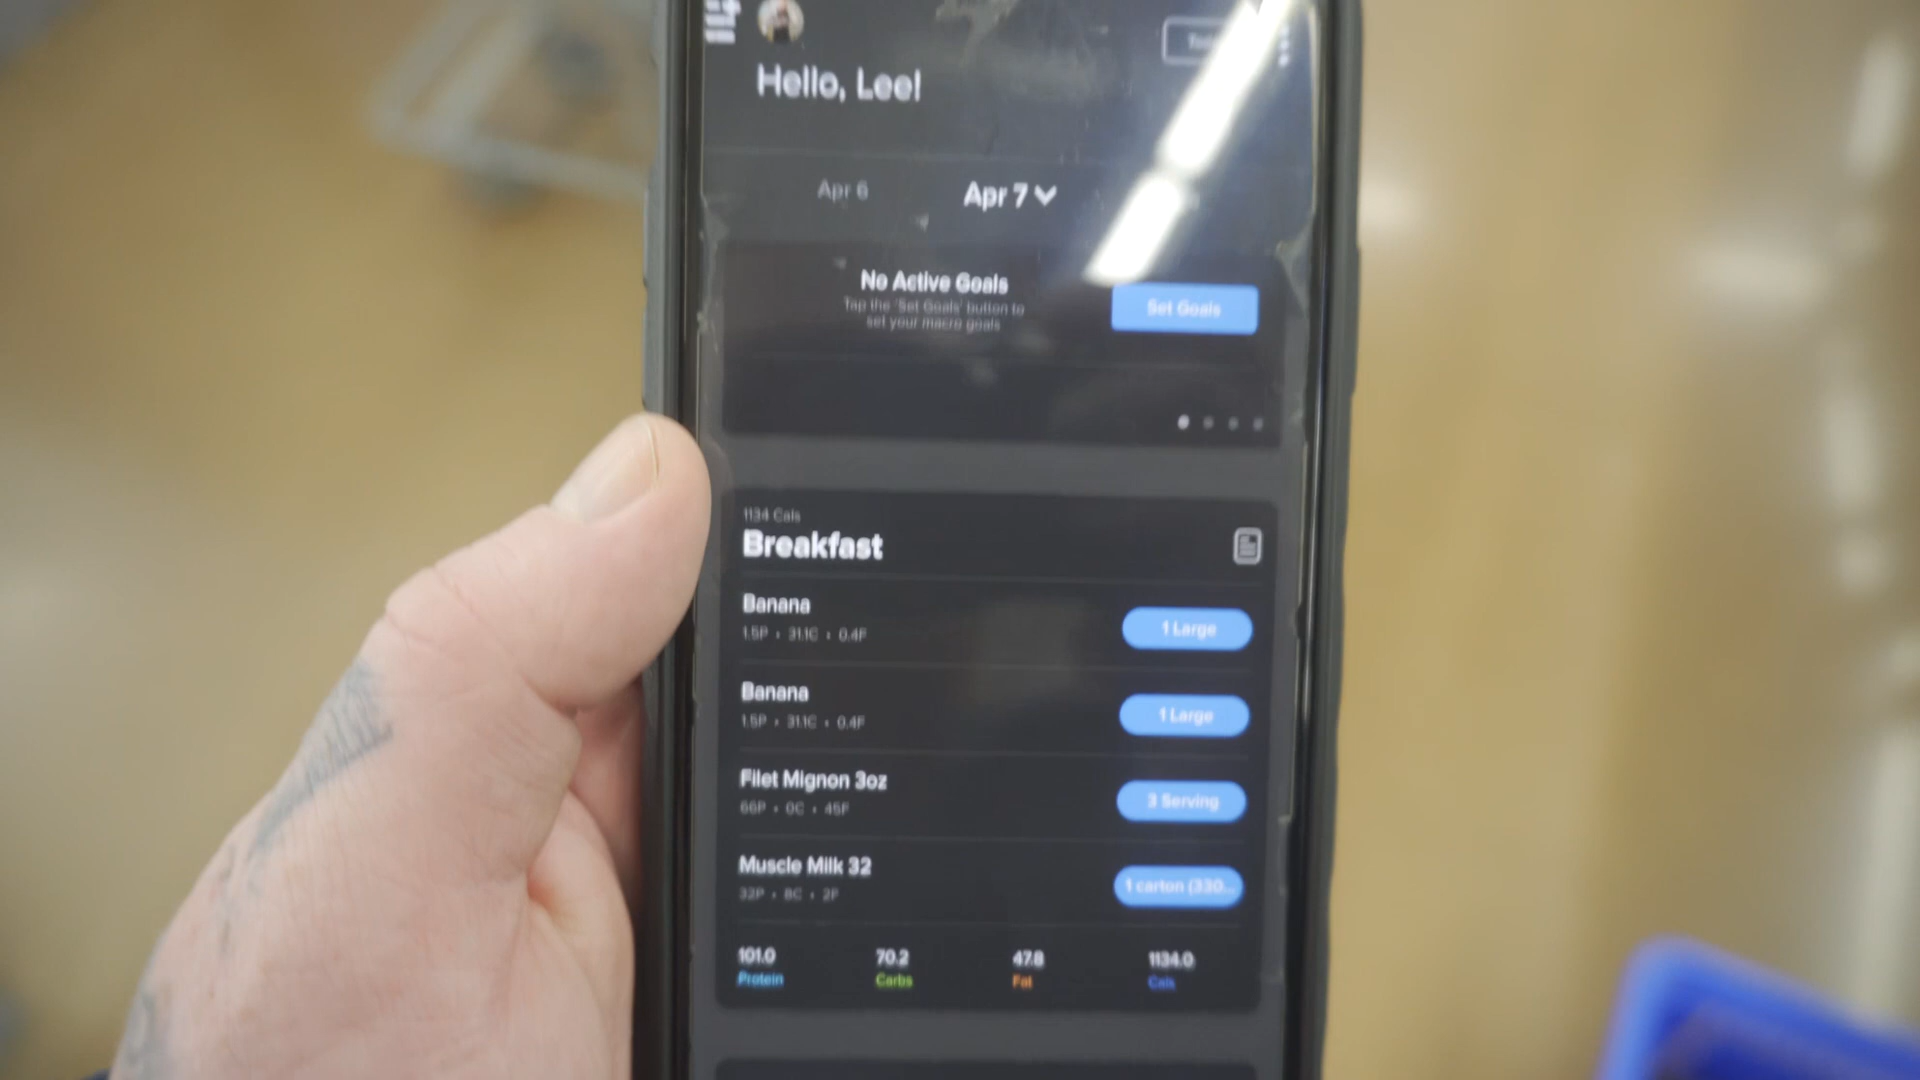 Hello, Lee!
Apr 6
Apr 7
No Active Goals
Tap the 'Set Goals' button to
set your macro goals
Set Goals
1134 Cals
Breakfast
Banana
1.5P • 31.1C • 0.4F
1 Large
Banana
1.5P • 31.1C • 0.4F
1 Large
Filet Mignon 3oz
66P • 0C • 45F
3 Serving
Muscle Milk 32
32P • 8C • 2F
1 carton (330...
101.0 70.2 47.8 1134.0
Protein Carbs Fat Cals